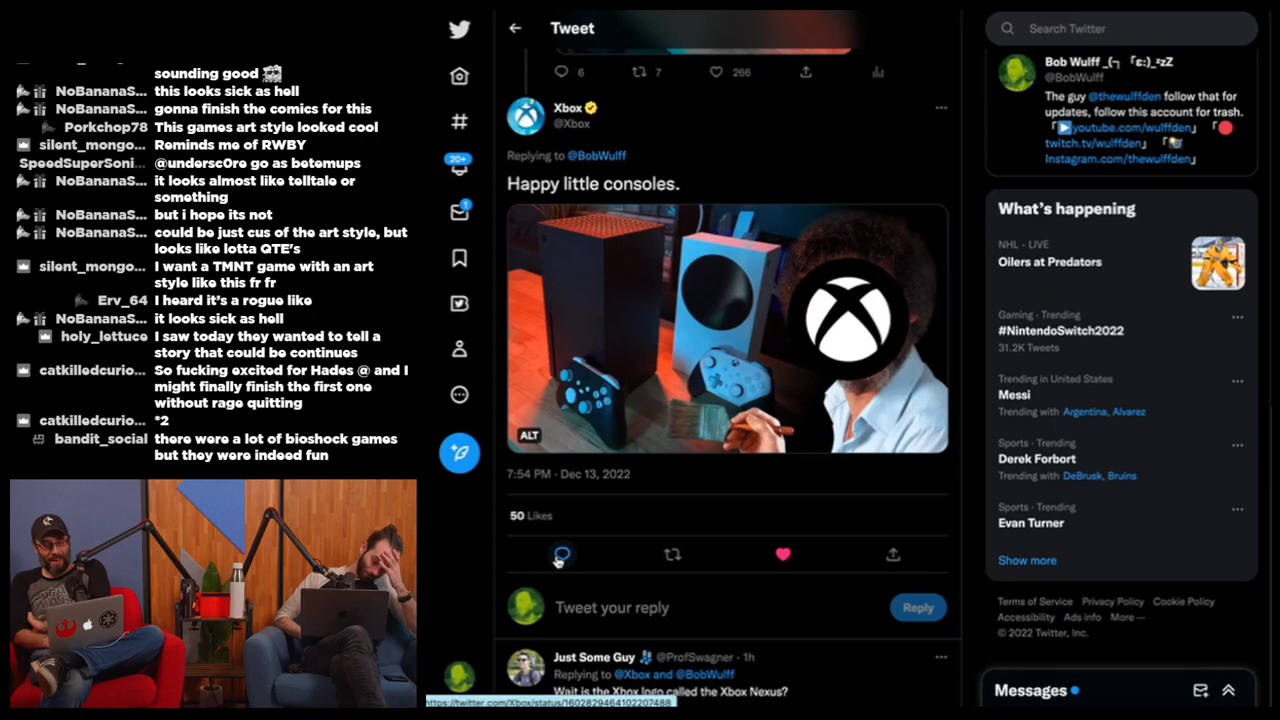 sounding good
NoBananaS... this looks sick as hell
NoBananaS... gonna finish the comics for this
Porkchop78 This games art style looked cool
silent_mongo... Reminds me of RWBY
SpeedSuperSoni... @undersc0re go as betemups
NoBananaS... it looks almost like telltale or
something
NoBananaS... but i hope its not
NoBananaS... could be just cus of the art style, but
looks like lotta QTE's
silent_mongo... I want a TMNT game with an art
style like this fr fr
Erv_64 I heard it's a rogue like
NoBananaS... it looks sick as hell
holy_lettuce I saw today they wanted to tell a
story that could be continues
catkilledcurio... So fucking excited for Hades @ and I
might finally finish the first one
without rage quitting
catkilledcurio... *2
bandit_social there were a lot of bioshock games
but they were indeed fun
20+
1
Tweet
6 7 266
Xbox
@Xbox
Replying to @BobWulff
Happy little consoles.
ALT
7:54 PM · Dec 13, 2022
50 Likes
Tweet your reply
Reply
Just Some Guy @ProfSwagner · 1h
Replying to @Xbox and @BobWulff
Wait is the Xbox logo called the Xbox Nexus?
https://twitter.com/Xbox/status/1602829464102207488
Search Twitter
Bob Wulff
@BobWulff
The guy @thewulffden follow that for
updates, follow this account for trash.
「▶youtube.com/wulffden」 「🔴
twitch.tv/wulffden」 「📸
Instagram.com/thewulffden」
What's happening
NHL · LIVE
Oilers at Predators
Gaming · Trending
#NintendoSwitch2022
31.2K Tweets
Trending in United States
Messi
Trending with Argentina, Alvarez
Sports · Trending
Derek Forbort
Trending with DeBrusk, Bruins
Sports · Trending
Evan Turner
Show more
Terms of Service Privacy Policy Cookie Policy
Accessibility Ads info More ···
© 2022 Twitter, Inc.
Messages